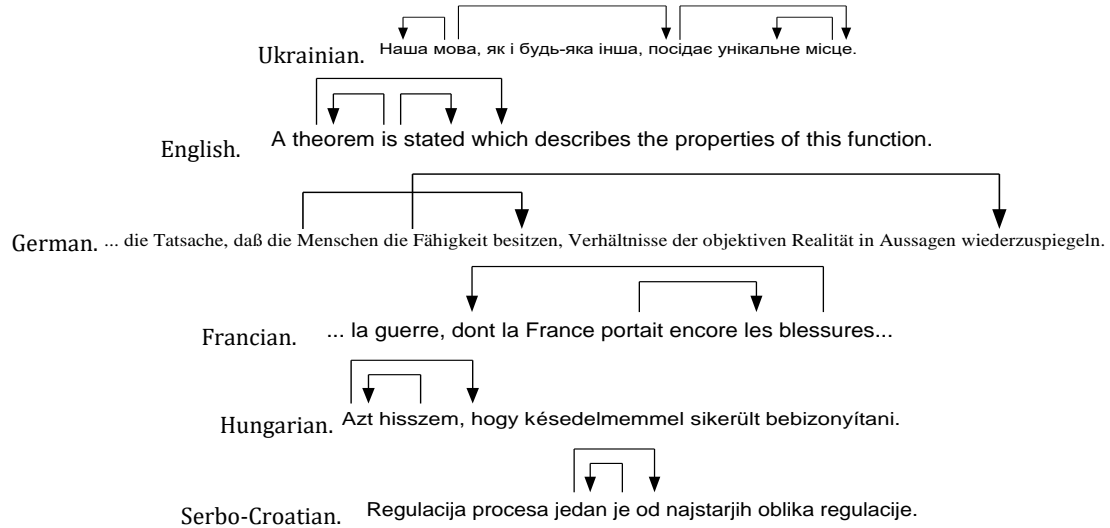 Ukrainian. Наша мова, як і будь-яка інша, посідає унікальне місце.
English. A theorem is stated which describes the properties of this function.
German. ... die Tatsache, daß die Menschen die Fähigkeit besitzen, Verhältnisse der objektiven Realität in Aussagen wiederzuspiegeln.
Francian. ... la guerre, dont la France portait encore les blessures...
Hungarian. Azt hisszem, hogy késedelmemmel sikerült bebizonyítani.
Serbo-Croatian. Regulacija procesa jedan je od najstarjih oblika regulacije.